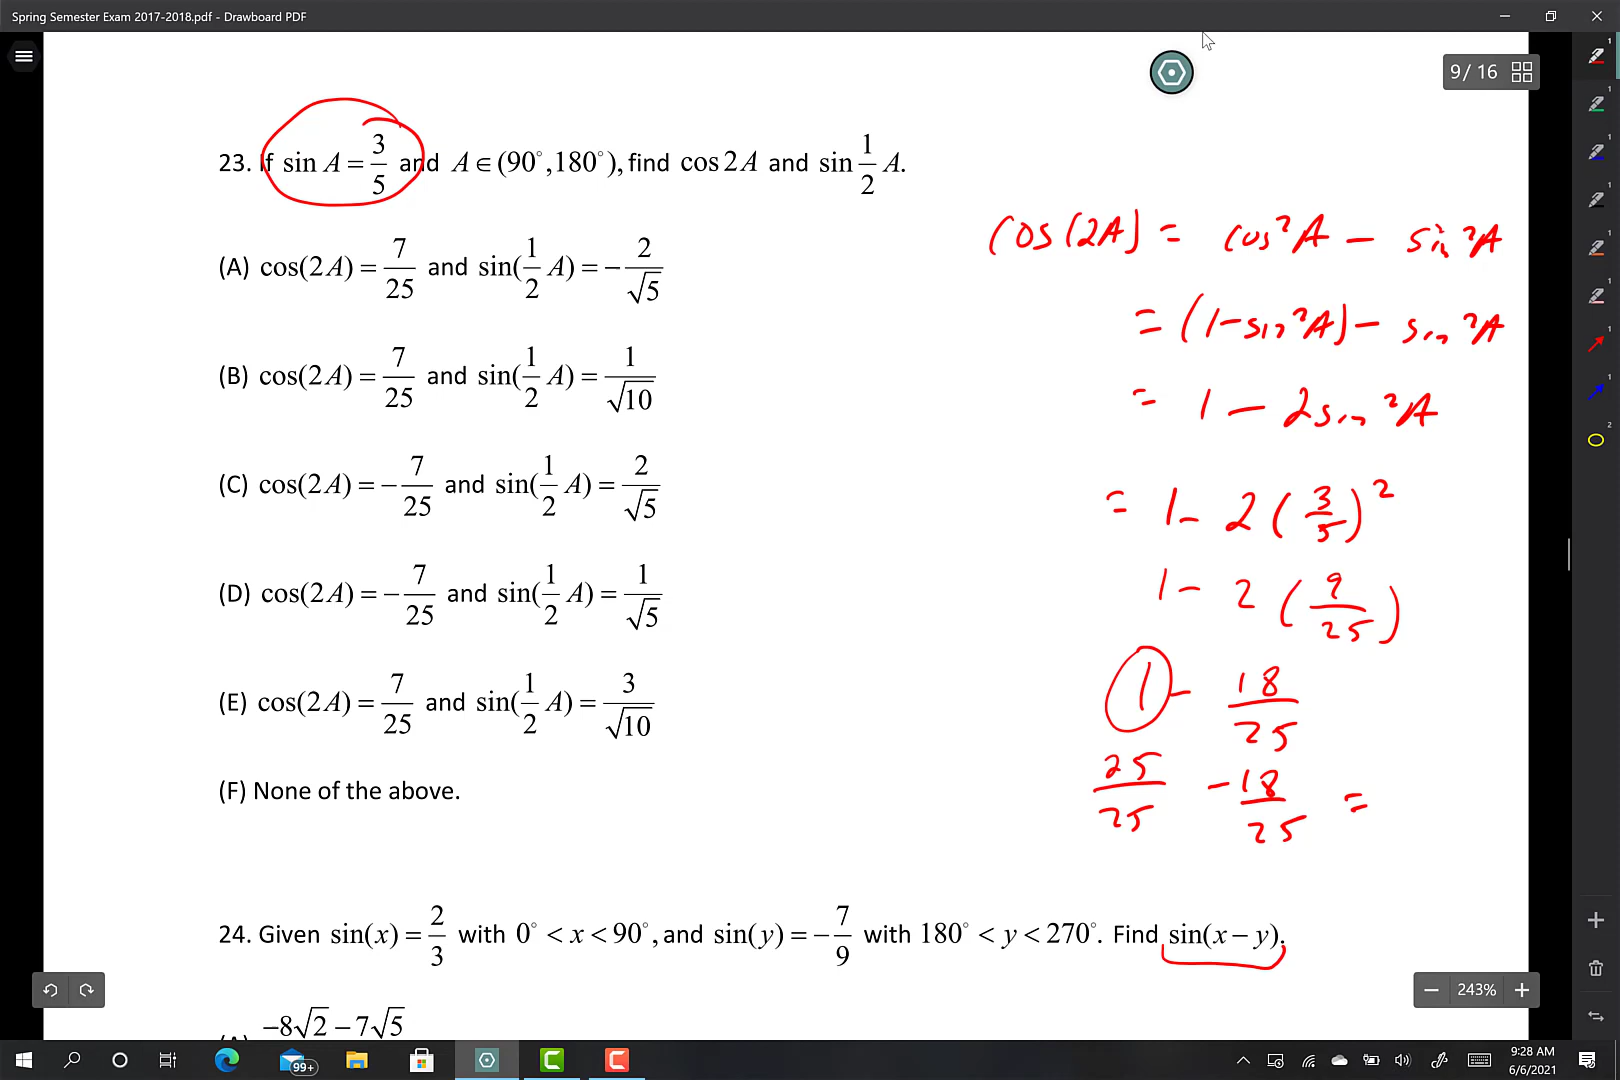 Spring Semester Exam 2017-2018.pdf - Drawboard PDF
9 / 16
23. If sin A = 3/5 and A ∈ (90°, 180°), find cos 2A and sin 1/2 A.
(A) cos(2A) = 7/25 and sin(1/2 A) = − 2/√5
(B) cos(2A) = 7/25 and sin(1/2 A) = 1/√10
(C) cos(2A) = − 7/25 and sin(1/2 A) = 2/√5
(D) cos(2A) = − 7/25 and sin(1/2 A) = 1/√5
(E) cos(2A) = 7/25 and sin(1/2 A) = 3/√10
(F) None of the above.
cos(2A) = cos²A − sin²A
= (1 − sin²A) − sin²A
= 1 − 2sin²A
= 1 − 2(3/5)²
1 − 2(9/25)
1 − 18/25
25/25 − 18/25 =
24. Given sin(x) = 2/3 with 0° < x < 90°, and sin(y) = − 7/9 with 180° < y < 270°. Find sin(x − y).
−8√2 − 7√5
243%
99+
9:28 AM
6/6/2021